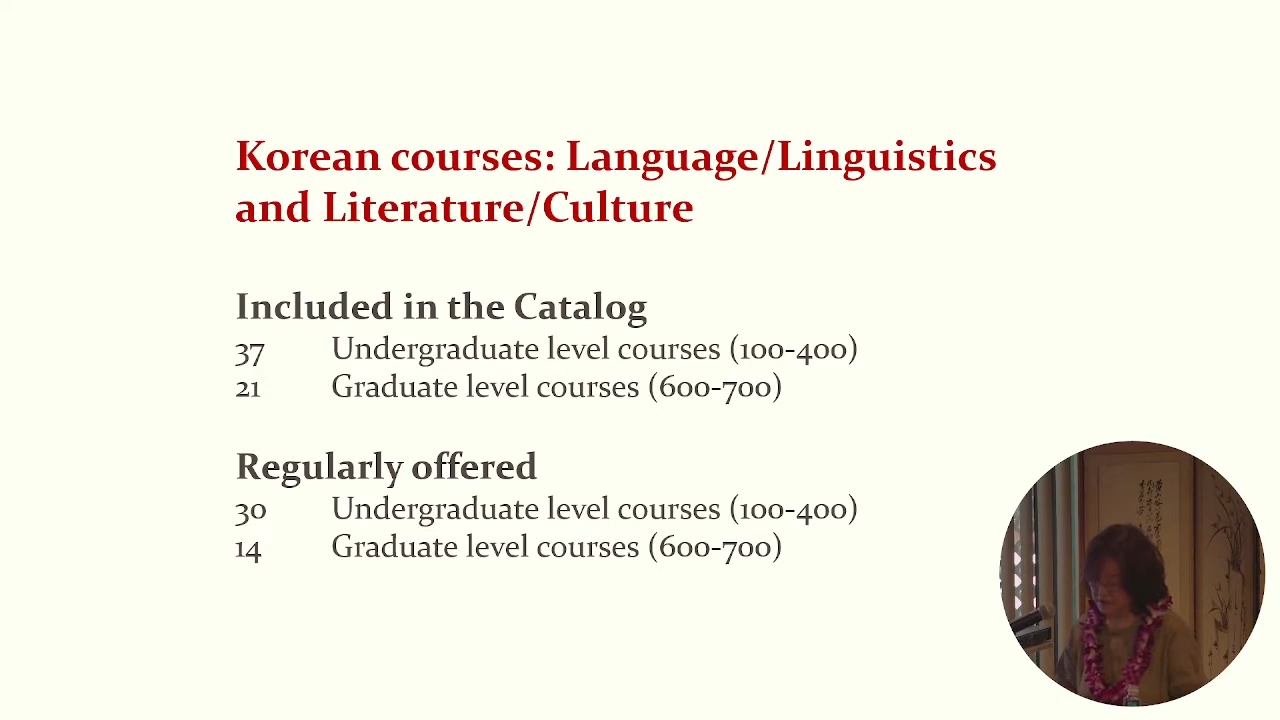 Korean courses: Language/Linguistics
and Literature/Culture
Included in the Catalog
37 Undergraduate level courses (100-400)
21 Graduate level courses (600-700)
Regularly offered
30 Undergraduate level courses (100-400)
14 Graduate level courses (600-700)